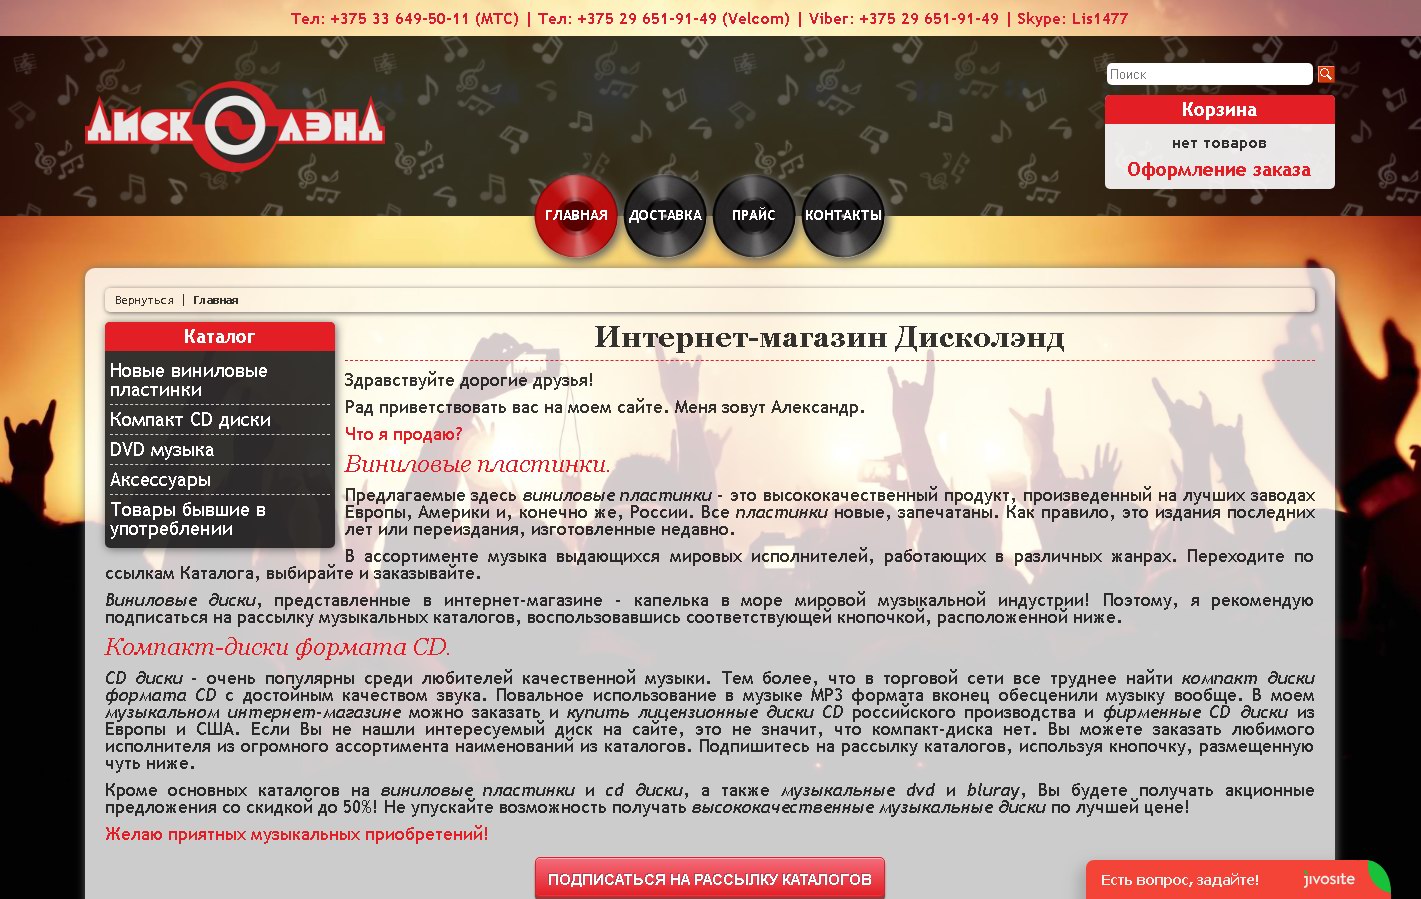 Тел: +375 33 649-50-11 (МТС) | Тел: +375 29 651-91-49 (Velcom) | Viber: +375 29 651-91-49 | Skype: Lis1477
ДИСКОЛЭНД
Поиск
Корзина
нет товаров
Оформление заказа
ГЛАВНАЯ ДОСТАВКА ПРАЙС КОНТАКТЫ
Вернуться | Главная
Каталог
Новые виниловые
пластинки
Компакт CD диски
DVD музыка
Аксессуары
Товары бывшие в
употреблении
Интернет-магазин Дисколэнд
Здравствуйте дорогие друзья!
Рад приветствовать вас на моем сайте. Меня зовут Александр.
Что я продаю?
Виниловые пластинки.
Предлагаемые здесь виниловые пластинки - это высококачественный продукт, произведенный на лучших заводах
Европы, Америки и, конечно же, России. Все пластинки новые, запечатаны. Как правило, это издания последних
лет или переиздания, изготовленные недавно.
В ассортименте музыка выдающихся мировых исполнителей, работающих в различных жанрах. Переходите по
ссылкам Каталога, выбирайте и заказывайте.
Виниловые диски, представленные в интернет-магазине - капелька в море мировой музыкальной индустрии! Поэтому, я рекомендую
подписаться на рассылку музыкальных каталогов, воспользовавшись соответствующей кнопочкой, расположенной ниже.
Компакт-диски формата CD.
CD диски - очень популярны среди любителей качественной музыки. Тем более, что в торговой сети все труднее найти компакт диски
формата CD с достойным качеством звука. Повальное использование в музыке MP3 формата вконец обесценили музыку вообще. В моем
музыкальном интернет-магазине можно заказать и купить лицензионные диски CD российского производства и фирменные CD диски из
Европы и США. Если Вы не нашли интересуемый диск на сайте, это не значит, что компакт-диска нет. Вы можете заказать любимого
исполнителя из огромного ассортимента наименований из каталогов. Подпишитесь на рассылку каталогов, используя кнопочку, размещенную
чуть ниже.
Кроме основных каталогов на виниловые пластинки и cd диски, а также музыкальные dvd и bluray, Вы будете получать акционные
предложения со скидкой до 50%! Не упускайте возможность получать высококачественные музыкальные диски по лучшей цене!
Желаю приятных музыкальных приобретений!
ПОДПИСАТЬСЯ НА РАССЫЛКУ КАТАЛОГОВ
Есть вопрос, задайте! jivosite